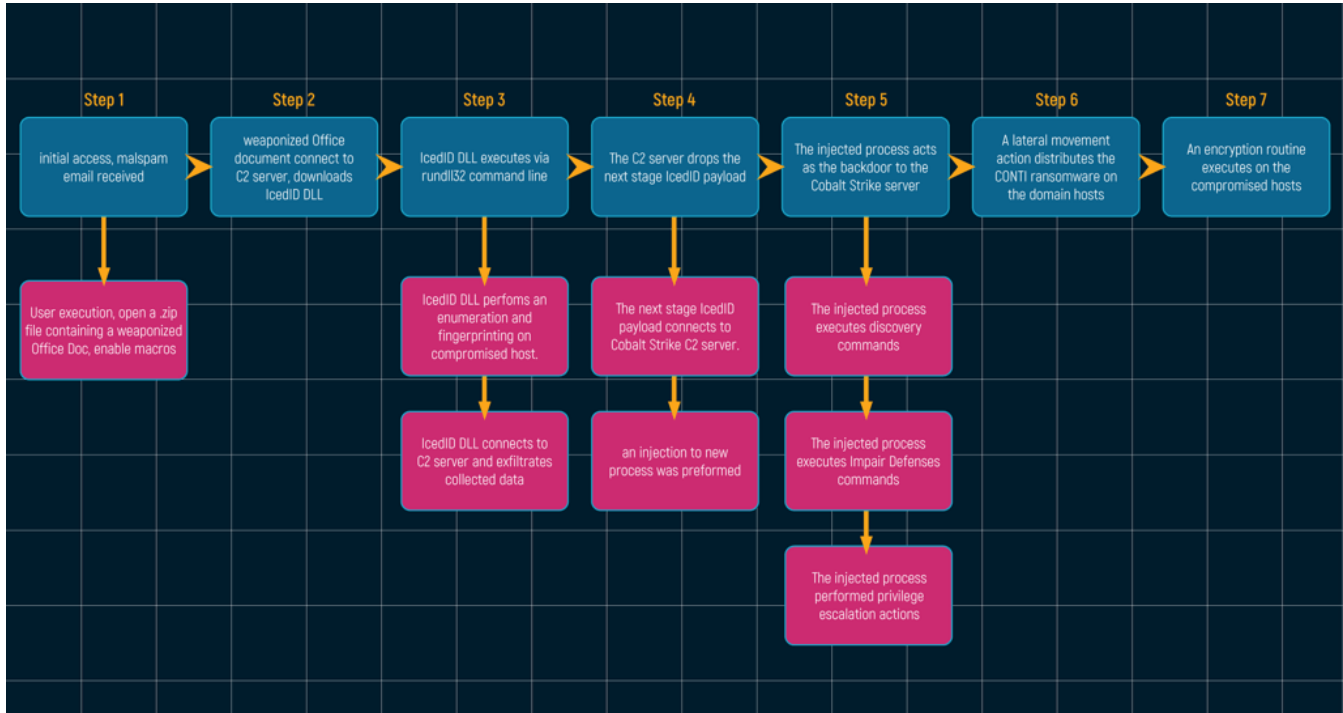 Step 1
Step 2
Step 3
Step 4
Step 5
Step 6
Step 7
initial access, malspam
email received
weaponized Office
document connect to
C2 server, downloads
IcedID DLL
IcedID DLL executes via
rundll32 command line
The C2 server drops the
next stage IcedID payload
The injected process acts
as the backdoor to the
Cobalt Strike server
A lateral movement
action distributes the
CONTI ransomware on
the domain hosts
An encryption routine
executes on the
compromised hosts
User execution, open a .zip
file containing a weaponized
Office Doc, enable macros
IcedID DLL perfoms an
enumeration and
fingerprinting on
compromised host.
The next stage IcedID
payload connects to
Cobalt Strike C2 server.
The injected process
executes discovery
commands
IcedID DLL connects to
C2 server and exfiltrates
collected data
an injection to new
process was preformed
The injected process
executes Impair Defenses
commands
The injected process
performed privilege
escalation actions